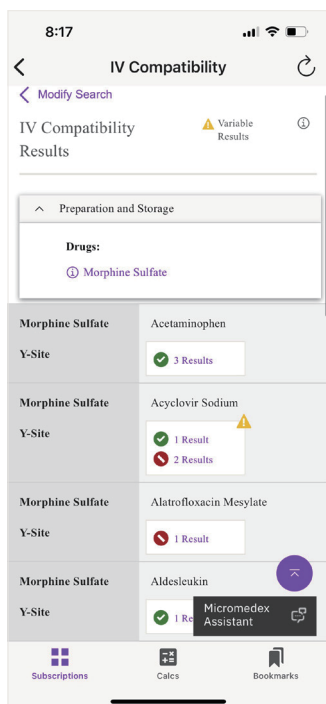 8:17
IV Compatibility
Modify Search
IV Compatibility
Results
Variable
Results
Preparation and Storage
Drugs:
Morphine Sulfate
Morphine Sulfate
Y-Site
Acetaminophen
3 Results
Morphine Sulfate
Y-Site
Acyclovir Sodium
1 Result
2 Results
Morphine Sulfate
Y-Site
Alatrofloxacin Mesylate
1 Result
Morphine Sulfate
Y-Site
Aldesleukin
1 Re
Micromedex
Assistant
Subscriptions
Calcs
Bookmarks